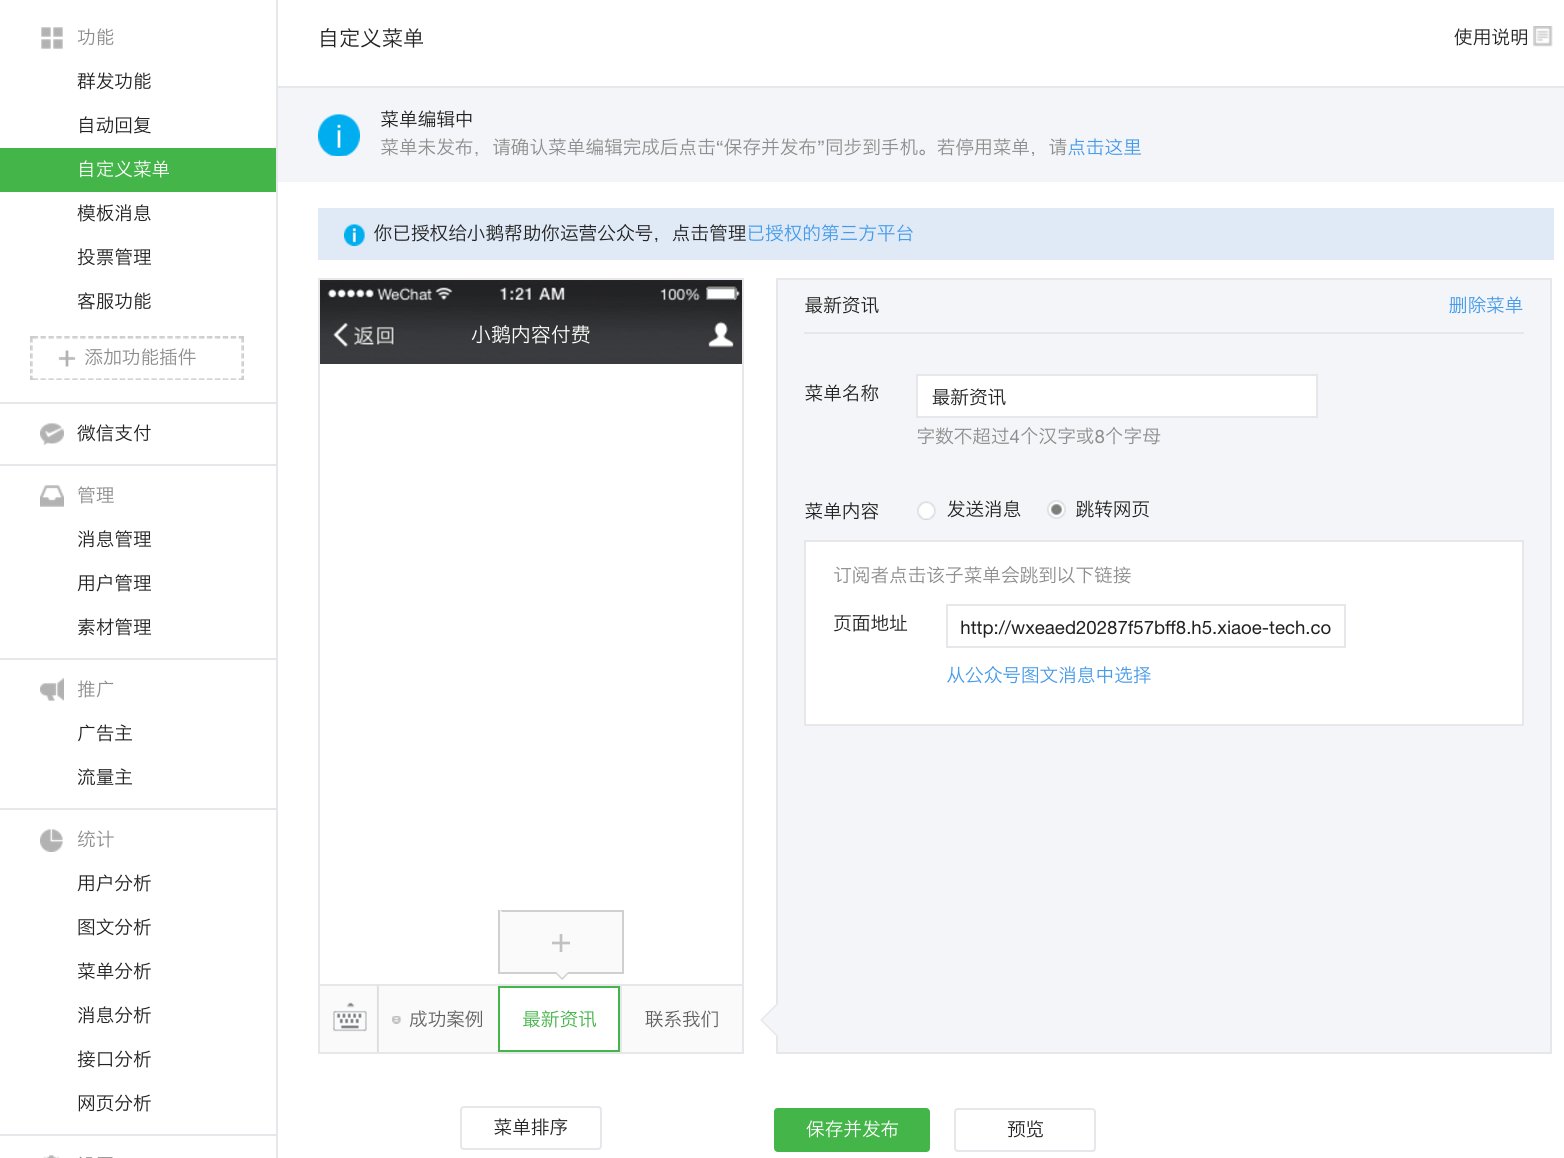 功能
群发功能
自动回复
自定义菜单
模板消息
投票管理
客服功能
添加功能插件
微信支付
管理
消息管理
用户管理
素材管理
推广
广告主
流量主
统计
用户分析
图文分析
菜单分析
消息分析
接口分析
网页分析
自定义菜单
使用说明
菜单编辑中
菜单未发布，请确认菜单编辑完成后点击“保存并发布”同步到手机。若停用菜单，请点击这里
你已授权给小鹅帮助你运营公众号，点击管理已授权的第三方平台
WeChat 1:21 AM 100%
返回 小鹅内容付费
成功案例 最新资讯 联系我们
最新资讯 删除菜单
菜单名称 最新资讯
字数不超过4个汉字或8个字母
菜单内容 发送消息 跳转网页
订阅者点击该子菜单会跳到以下链接
页面地址 http://wxeaed20287f57bff8.h5.xiaoe-tech.co
从公众号图文消息中选择
菜单排序 保存并发布 预览